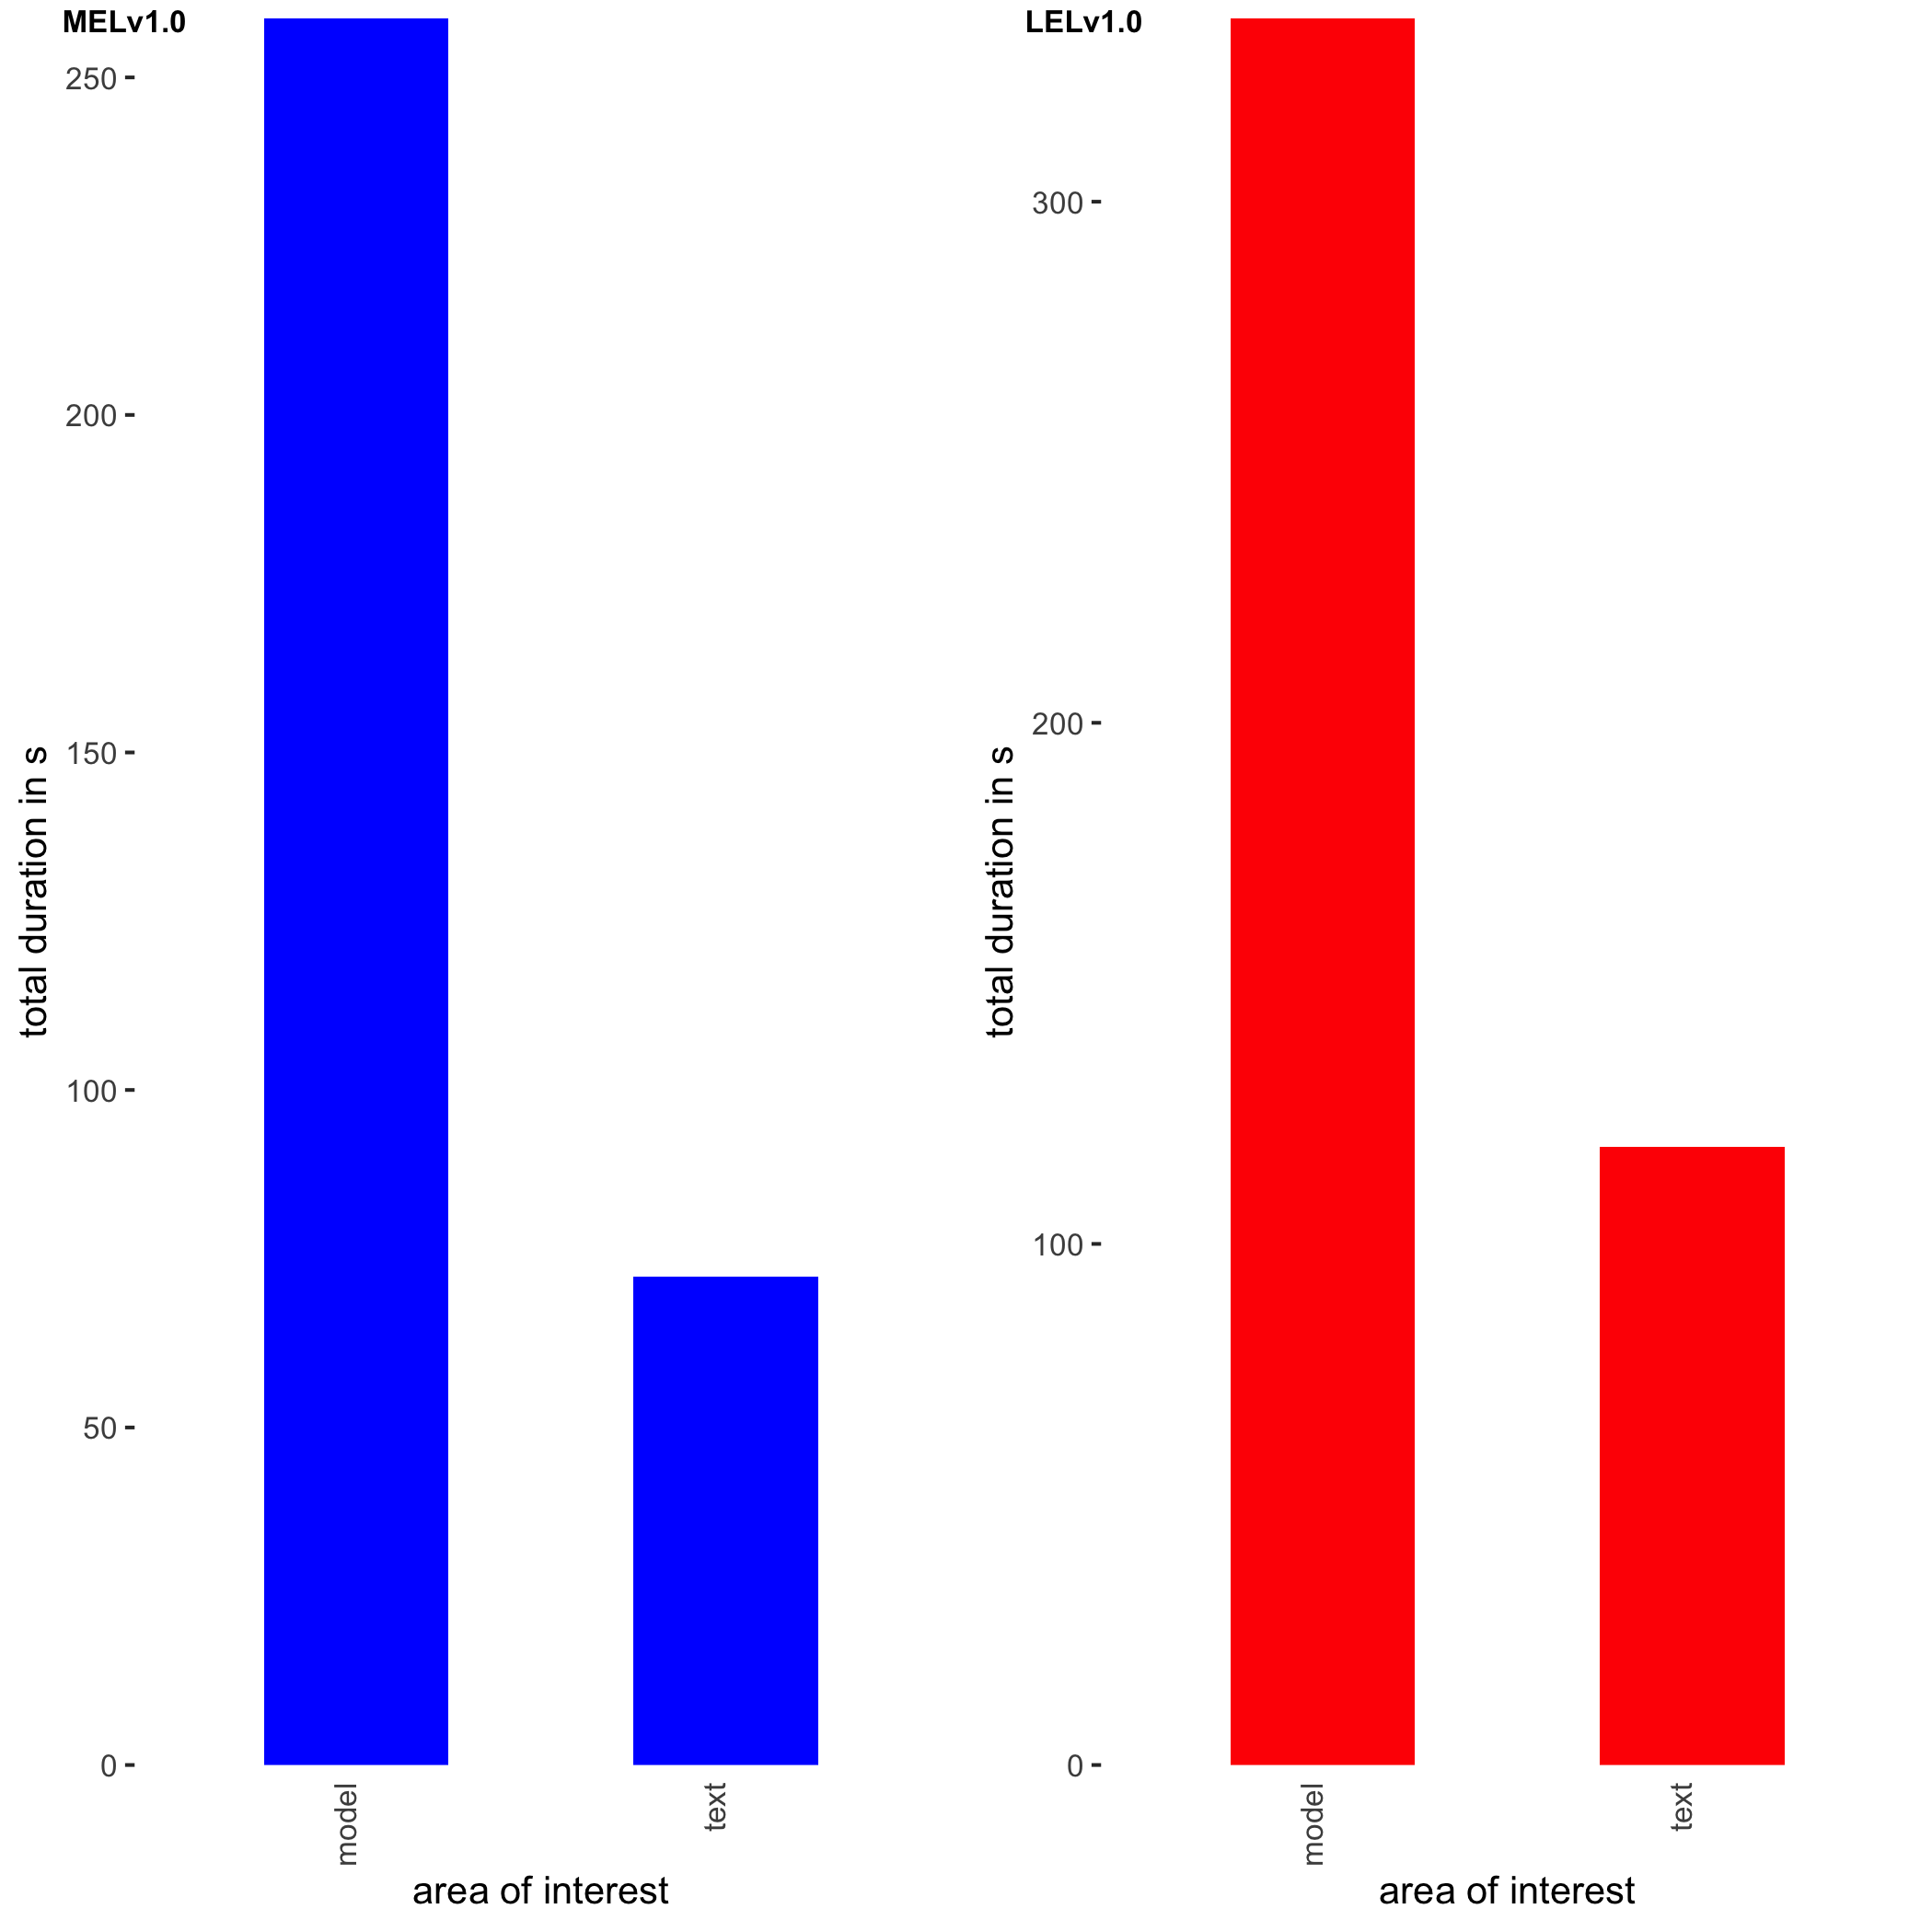 MELv1.0
250
200
150
100
50
0
total duration in s
model
text
area of interest
LELv1.0
300
200
100
0
total duration in s
model
text
area of interest